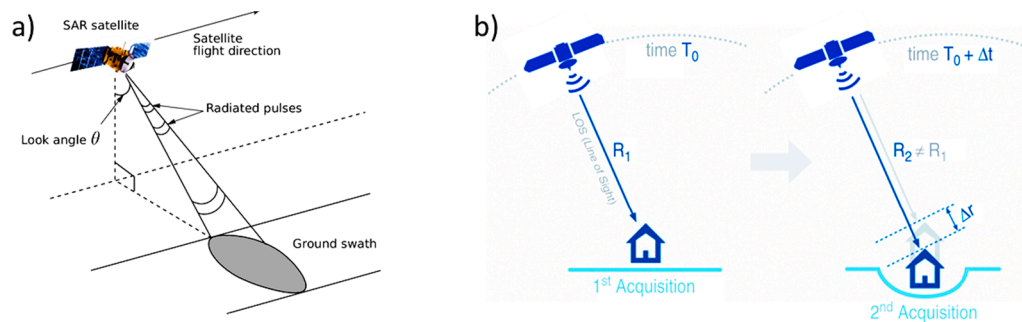 a)
SAR satellite
Satellite
flight direction
Radiated pulses
Look angle θ
Ground swath
b)
time T₀
LOS (Line of Sight)
R₁
1ˢᵗ Acquisition
time T₀ + Δt
R₂ ≠ R₁
Δr
2ⁿᵈ Acquisition